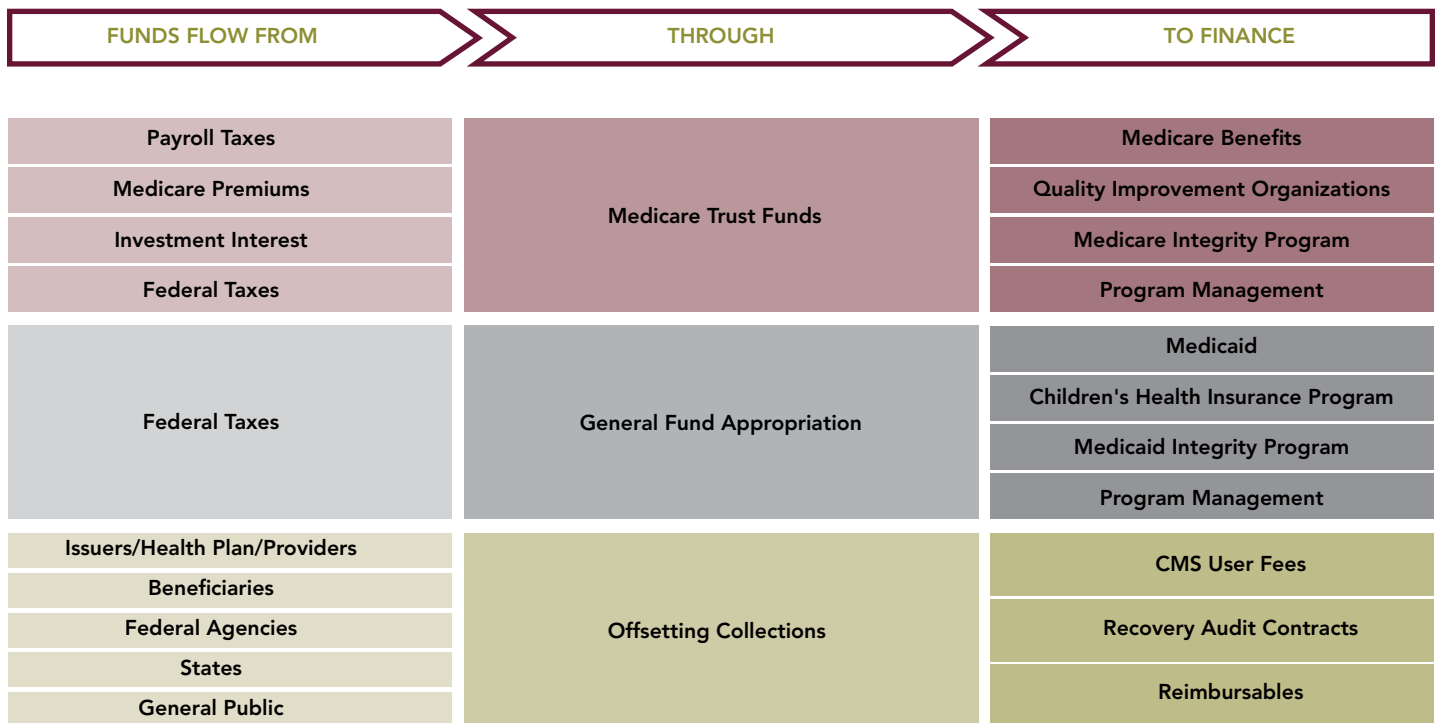 FUNDS FLOW FROM
THROUGH
TO FINANCE
Payroll Taxes
Medicare Premiums
Investment Interest
Federal Taxes
Medicare Trust Funds
Medicare Benefits
Quality Improvement Organizations
Medicare Integrity Program
Program Management
Federal Taxes
General Fund Appropriation
Medicaid
Children's Health Insurance Program
Medicaid Integrity Program
Program Management
Issuers/Health Plan/Providers
Beneficiaries
Federal Agencies
States
General Public
Offsetting Collections
CMS User Fees
Recovery Audit Contracts
Reimbursables